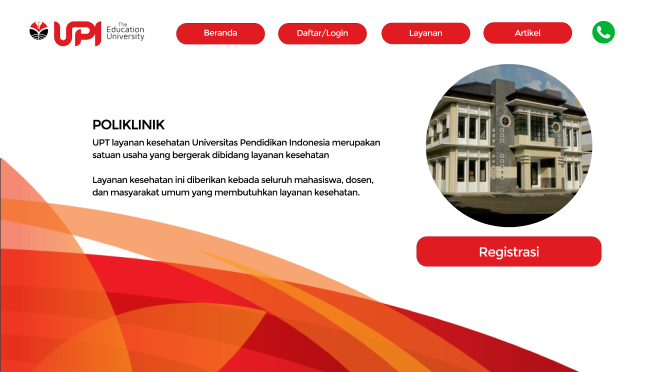 UPI
The
Education
University
Beranda
Daftar/Login
Layanan
Artikel
POLIKLINIK
UPT layanan kesehatan Universitas Pendidikan Indonesia merupakan
satuan usaha yang bergerak dibidang layanan kesehatan
Layanan kesehatan ini diberikan kebada seluruh mahasiswa, dosen,
dan masyarakat umum yang membutuhkan layanan kesehatan.
Registrasi